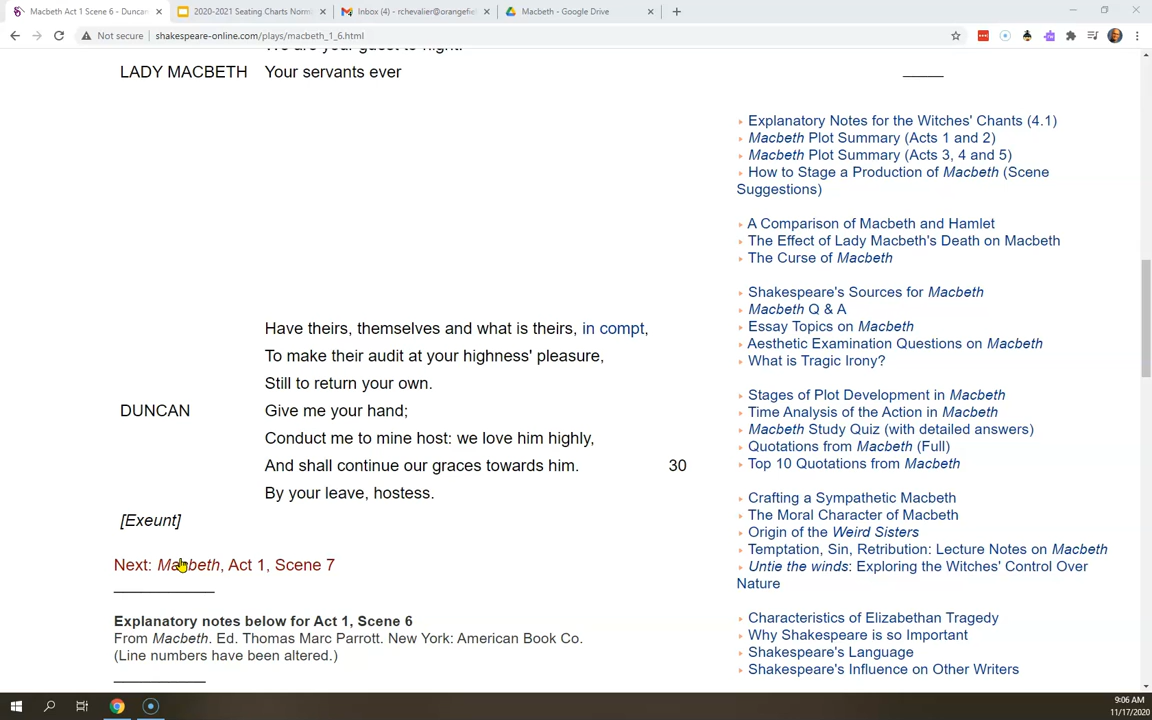 Macbeth Act 1 Scene 6 - Duncan
2020-2021 Seating Charts Norm
Inbox (4) - rchevalier@orangefiel
Macbeth - Google Drive
Not secure
shakespeare-online.com/plays/macbeth_1_6.html
We are your guest to-night.
LADY MACBETH Your servants ever
Have theirs, themselves and what is theirs, in compt,
To make their audit at your highness' pleasure,
Still to return your own.
DUNCAN Give me your hand;
Conduct me to mine host: we love him highly,
And shall continue our graces towards him. 30
By your leave, hostess.
[Exeunt]
Next: Macbeth, Act 1, Scene 7
Explanatory notes below for Act 1, Scene 6
From Macbeth. Ed. Thomas Marc Parrott. New York: American Book Co.
(Line numbers have been altered.)
Explanatory Notes for the Witches' Chants (4.1)
Macbeth Plot Summary (Acts 1 and 2)
Macbeth Plot Summary (Acts 3, 4 and 5)
How to Stage a Production of Macbeth (Scene
Suggestions)
A Comparison of Macbeth and Hamlet
The Effect of Lady Macbeth's Death on Macbeth
The Curse of Macbeth
Shakespeare's Sources for Macbeth
Macbeth Q & A
Essay Topics on Macbeth
Aesthetic Examination Questions on Macbeth
What is Tragic Irony?
Stages of Plot Development in Macbeth
Time Analysis of the Action in Macbeth
Macbeth Study Quiz (with detailed answers)
Quotations from Macbeth (Full)
Top 10 Quotations from Macbeth
Crafting a Sympathetic Macbeth
The Moral Character of Macbeth
Origin of the Weird Sisters
Temptation, Sin, Retribution: Lecture Notes on Macbeth
Untie the winds: Exploring the Witches' Control Over
Nature
Characteristics of Elizabethan Tragedy
Why Shakespeare is so Important
Shakespeare's Language
Shakespeare's Influence on Other Writers
9:06 AM
11/17/2020